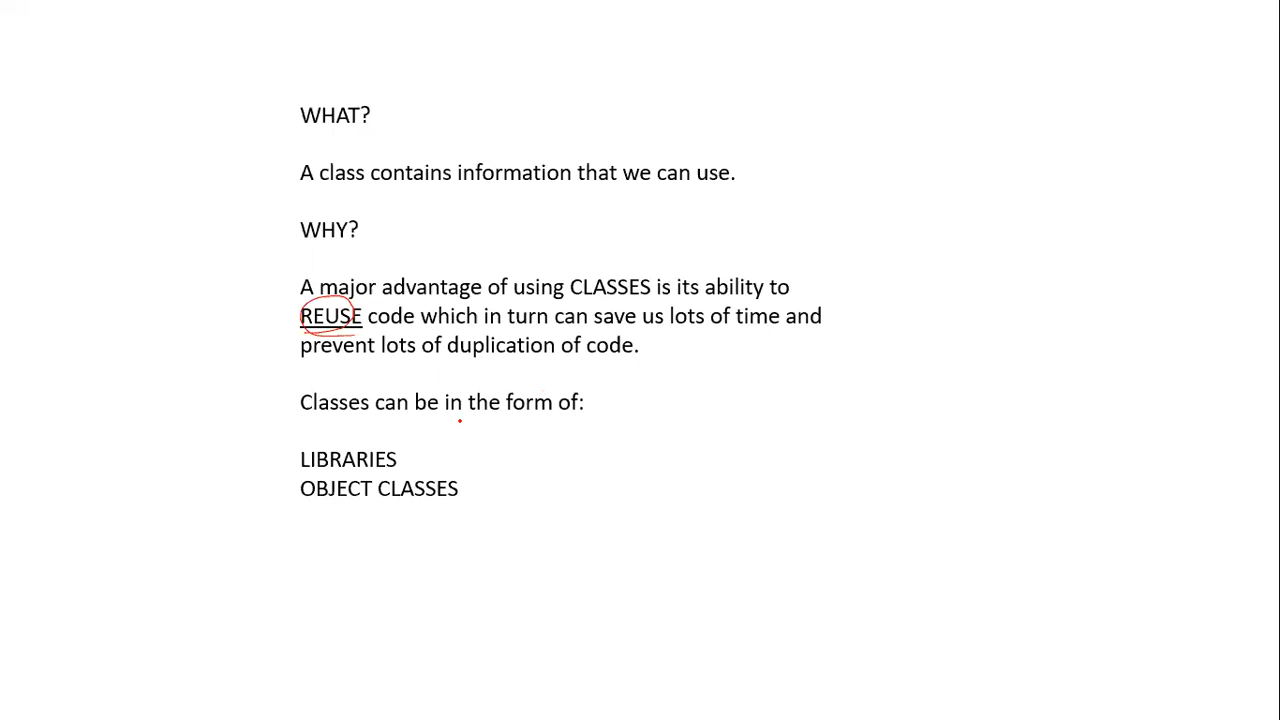 WHAT?
A class contains information that we can use.
WHY?
A major advantage of using CLASSES is its ability to
REUSE code which in turn can save us lots of time and
prevent lots of duplication of code.
Classes can be in the form of:
LIBRARIES
OBJECT CLASSES